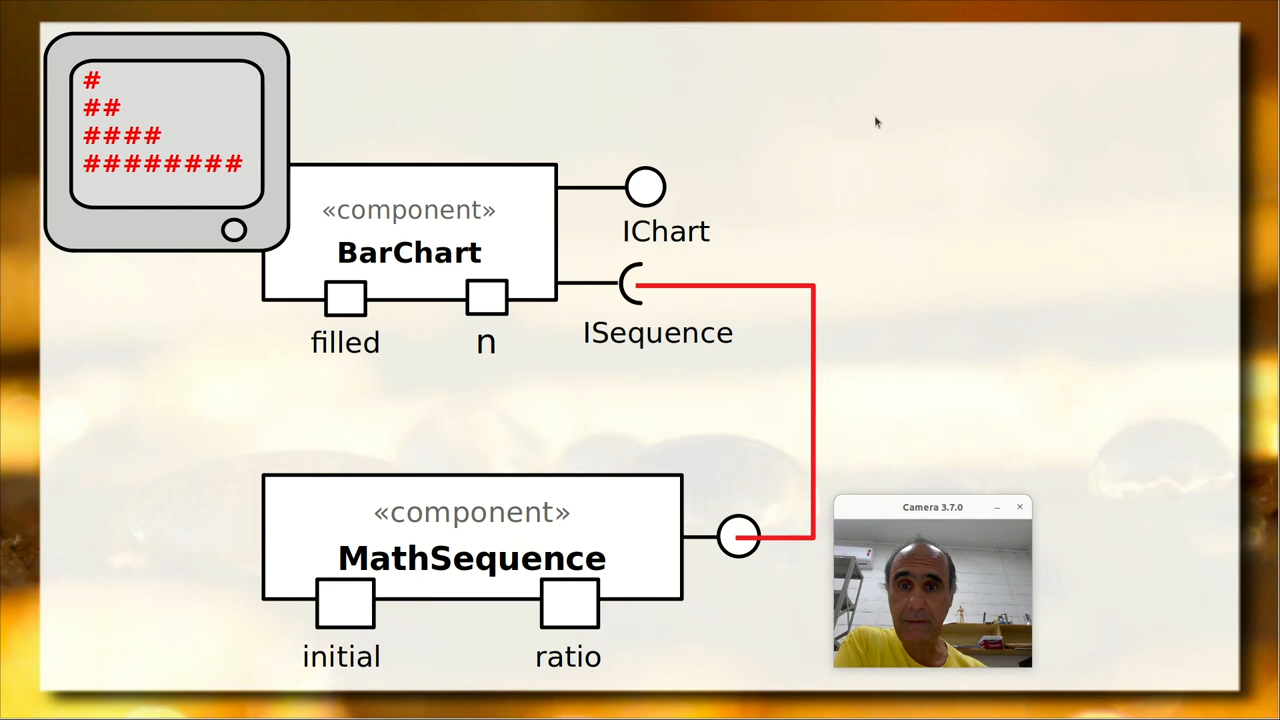 #
##
####
########
«component»
BarChart
filled
n
IChart
ISequence
«component»
MathSequence
initial
ratio
Camera 3.7.0